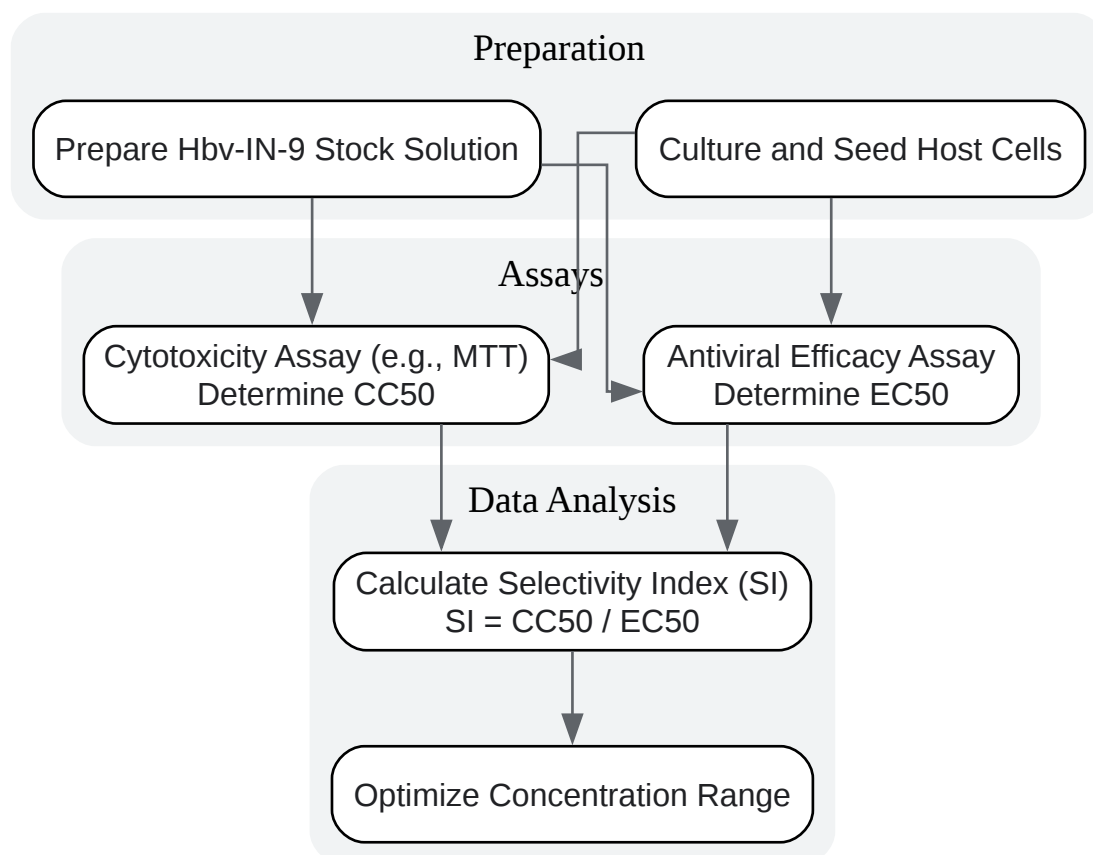 Preparation
Prepare Hbv-IN-9 Stock Solution
Culture and Seed Host Cells
Assays
Cytotoxicity Assay (e.g., MTT)
Determine CC50
Antiviral Efficacy Assay
Determine EC50
Data Analysis
Calculate Selectivity Index (SI)
SI = CC50 / EC50
Optimize Concentration Range